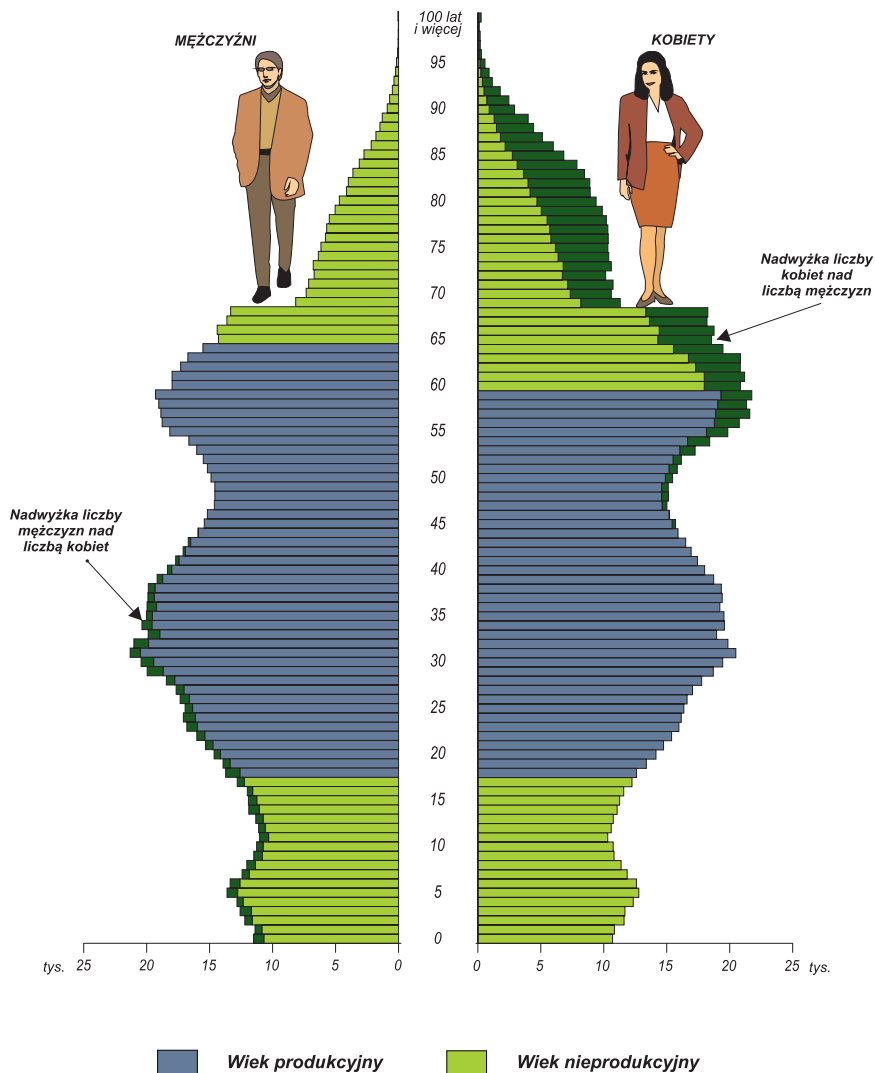 100 lat
i więcej
MĘŻCZYŹNI
KOBIETY
95
90
85
80
75
Nadwyżka liczby
kobiet nad
liczbą mężczyzn
70
65
60
55
50
Nadwyżka liczby
mężczyzn nad
liczbą kobiet
45
40
35
30
25
20
15
10
5
0
tys. 25 20 15 10 5 0 0 5 10 15 20 25 tys.
Wiek produkcyjny Wiek nieprodukcyjny